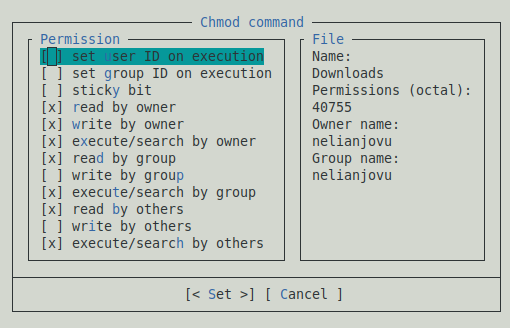 Chmod command
Permission
[ ] set user ID on execution
[ ] set group ID on execution
[ ] sticky bit
[x] read by owner
[x] write by owner
[x] execute/search by owner
[x] read by group
[ ] write by group
[x] execute/search by group
[x] read by others
[ ] write by others
[x] execute/search by others
File
Name:
Downloads
Permissions (octal):
40755
Owner name:
nelianjovu
Group name:
nelianjovu
[< Set >] [ Cancel ]